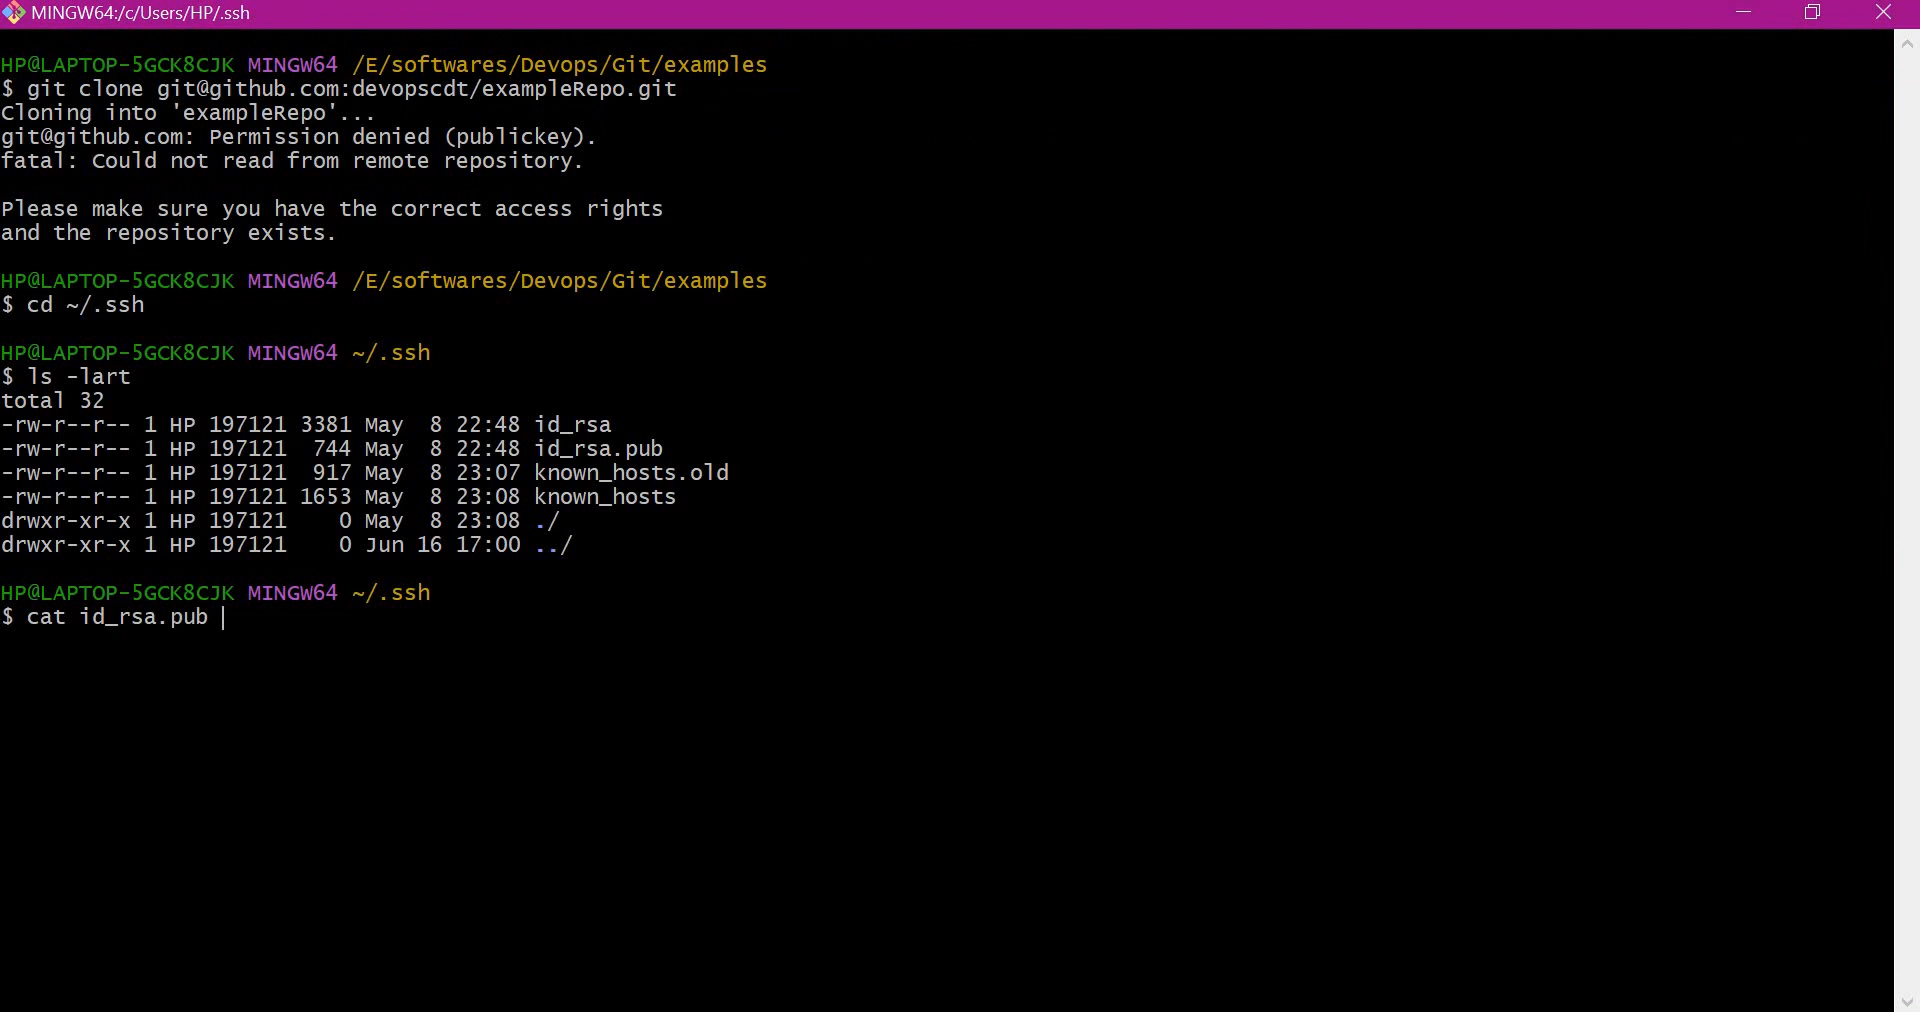 MINGW64:/c/Users/HP/.ssh
HP@LAPTOP-5GCK8CJK MINGW64 /E/softwares/Devops/Git/examples
$ git clone git@github.com:devopscdt/exampleRepo.git
Cloning into 'exampleRepo'...
git@github.com: Permission denied (publickey).
fatal: Could not read from remote repository.
Please make sure you have the correct access rights
and the repository exists.
HP@LAPTOP-5GCK8CJK MINGW64 /E/softwares/Devops/Git/examples
$ cd ~/.ssh
HP@LAPTOP-5GCK8CJK MINGW64 ~/.ssh
$ ls -lart
total 32
-rw-r--r-- 1 HP 197121 3381 May  8 22:48 id_rsa
-rw-r--r-- 1 HP 197121  744 May  8 22:48 id_rsa.pub
-rw-r--r-- 1 HP 197121  917 May  8 23:07 known_hosts.old
-rw-r--r-- 1 HP 197121 1653 May  8 23:08 known_hosts
drwxr-xr-x 1 HP 197121    0 May  8 23:08 ./
drwxr-xr-x 1 HP 197121    0 Jun 16 17:00 ../
HP@LAPTOP-5GCK8CJK MINGW64 ~/.ssh
$ cat id_rsa.pub